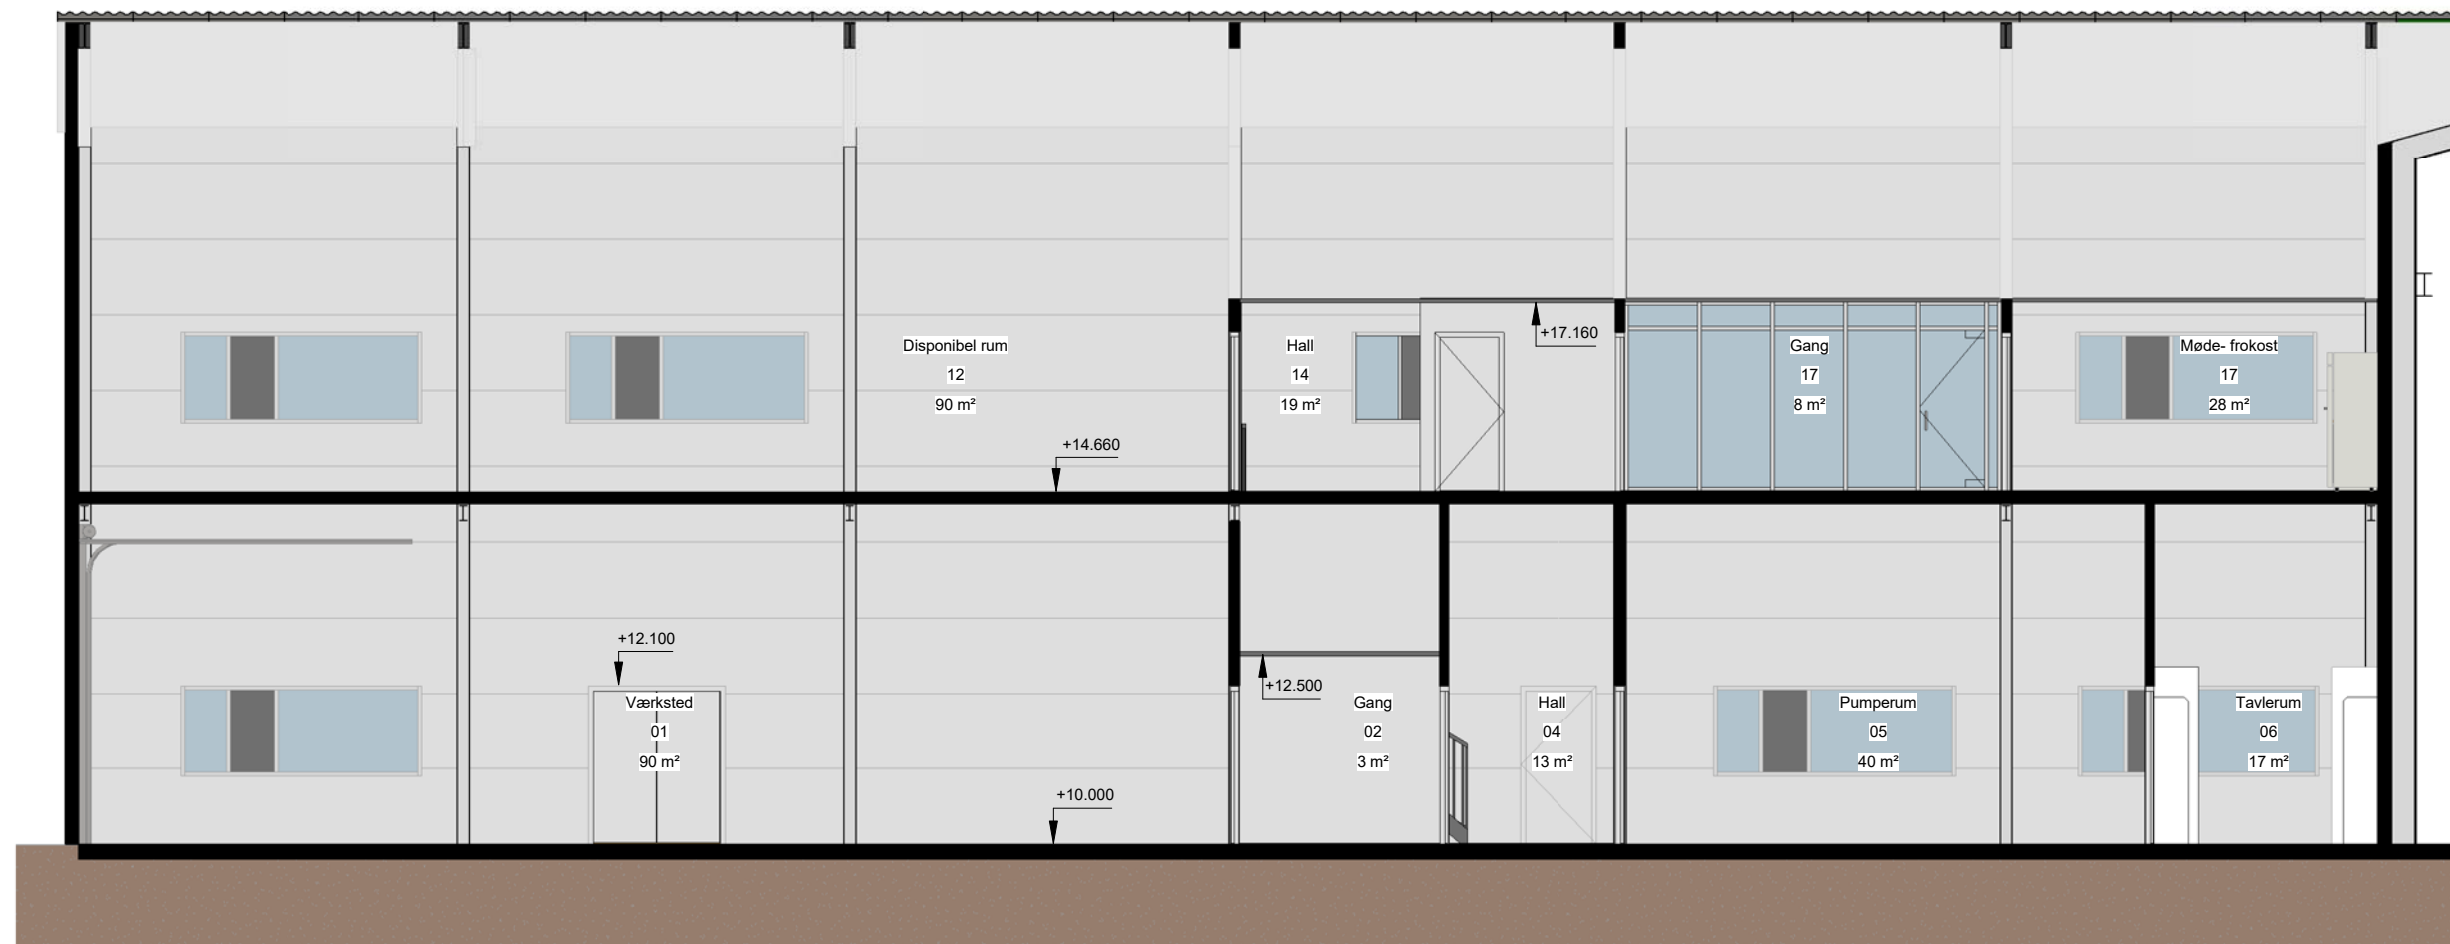 +17.160
Disponibel rum
12
90 m²
Hall
14
19 m²
Gang
17
8 m²
Møde- frokost
17
28 m²
+14.660
+12.100
+12.500
Værksted
01
90 m²
Gang
02
3 m²
Hall
04
13 m²
Pumperum
05
40 m²
Tavlerum
06
17 m²
+10.000